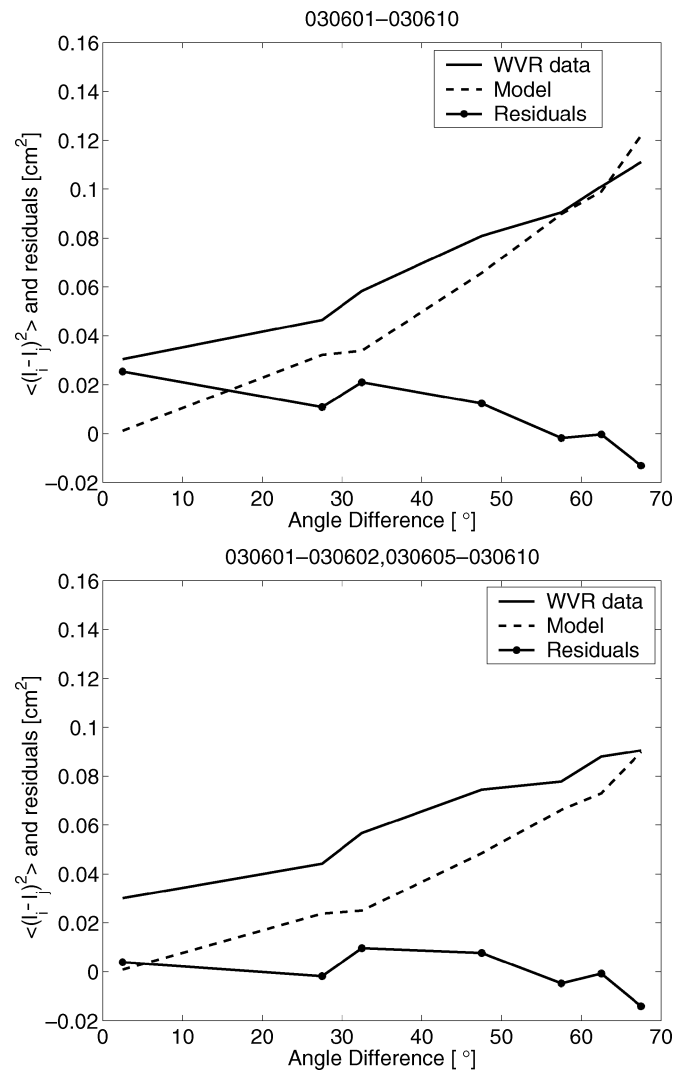 030601–030610
0.16
WVR data
0.14
Model
Residuals
0.12
0.1
0.08
0.06
0.04
0.02
0
−0.02
<(l_i-l_j)^2> and residuals [cm^2]
0 10 20 30 40 50 60 70
Angle Difference [ °]
030601–030602,030605–030610
0.16
WVR data
0.14
Model
Residuals
0.12
0.1
0.08
0.06
0.04
0.02
0
−0.02
<(l_i-l_j)^2> and residuals [cm^2]
0 10 20 30 40 50 60 70
Angle Difference [ °]